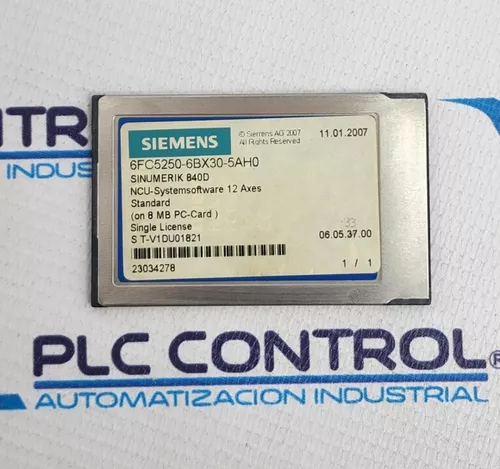 CONTROL
INDUS
SIEMENS
© Siemens AG 2007
All Rights Reserved
11.01.2007
6FC5250-6BX30-5AH0
SINUMERIK 840D
NCU-Systemsoftware 12 Axes
Standard
(on 8 MB PC-Card )
Single License
S T-V1DU01821
33
06.05.37.00
23034278
1 / 1
PLC CONTROL®
AUTOMATIZACION INDUSTRIAL